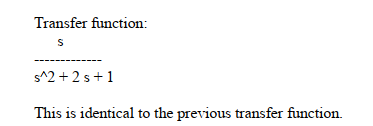 Transfer function:
s
-------------
s^2 + 2 s + 1
This is identical to the previous transfer function.